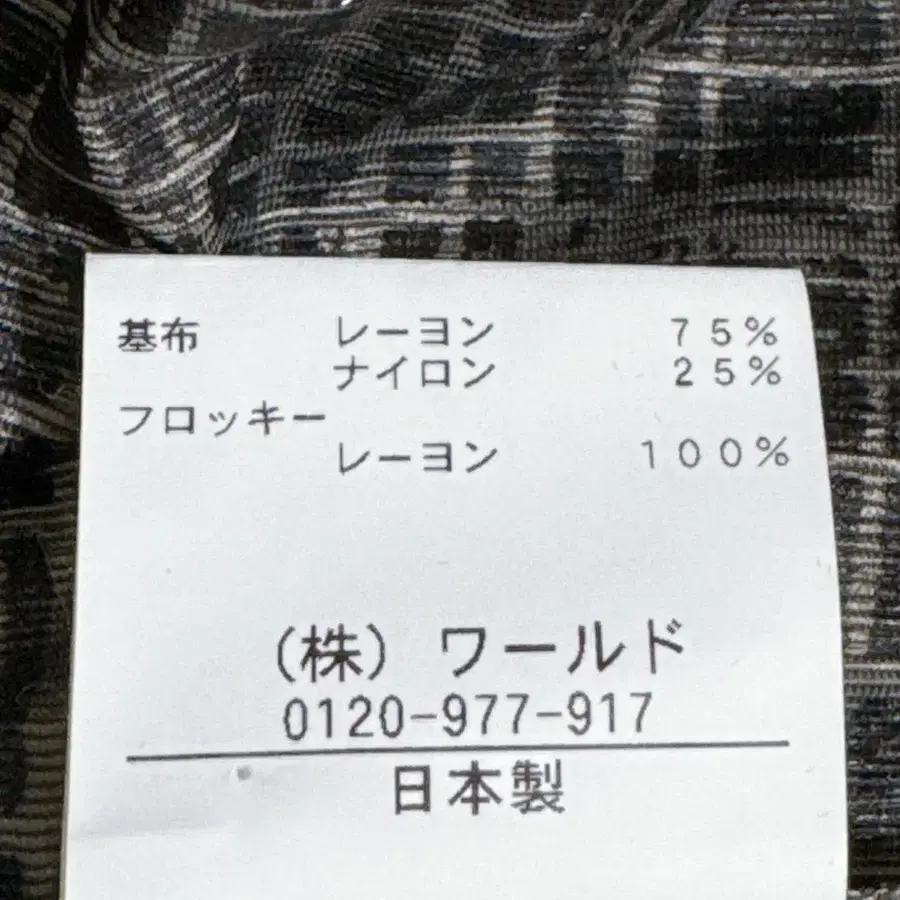 基布 レーヨン 75%
ナイロン 25%
フロッキー
レーヨン 100%
(株) ワールド
0120-977-917
日本製